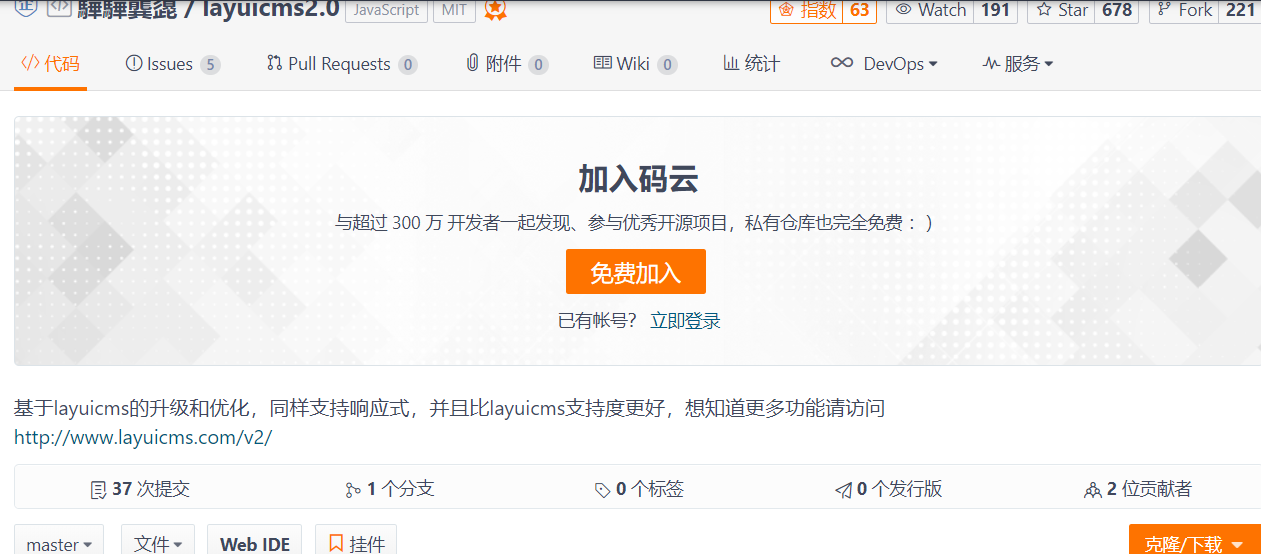 / layuicms2.0 JavaScript MIT 指数 63 Watch 191 Star 678 Fork 221
代码 Issues 5 Pull Requests 0 附件 0 Wiki 0 统计 DevOps 服务
加入码云
与超过 300 万 开发者一起发现、参与优秀开源项目，私有仓库也完全免费 ：）
免费加入
已有帐号？ 立即登录
基于layuicms的升级和优化，同样支持响应式，并且比layuicms支持度更好，想知道更多功能请访问
http://www.layuicms.com/v2/
37 次提交 1 个分支 0 个标签 0 个发行版 2 位贡献者
master 文件 Web IDE 挂件 克隆/下载